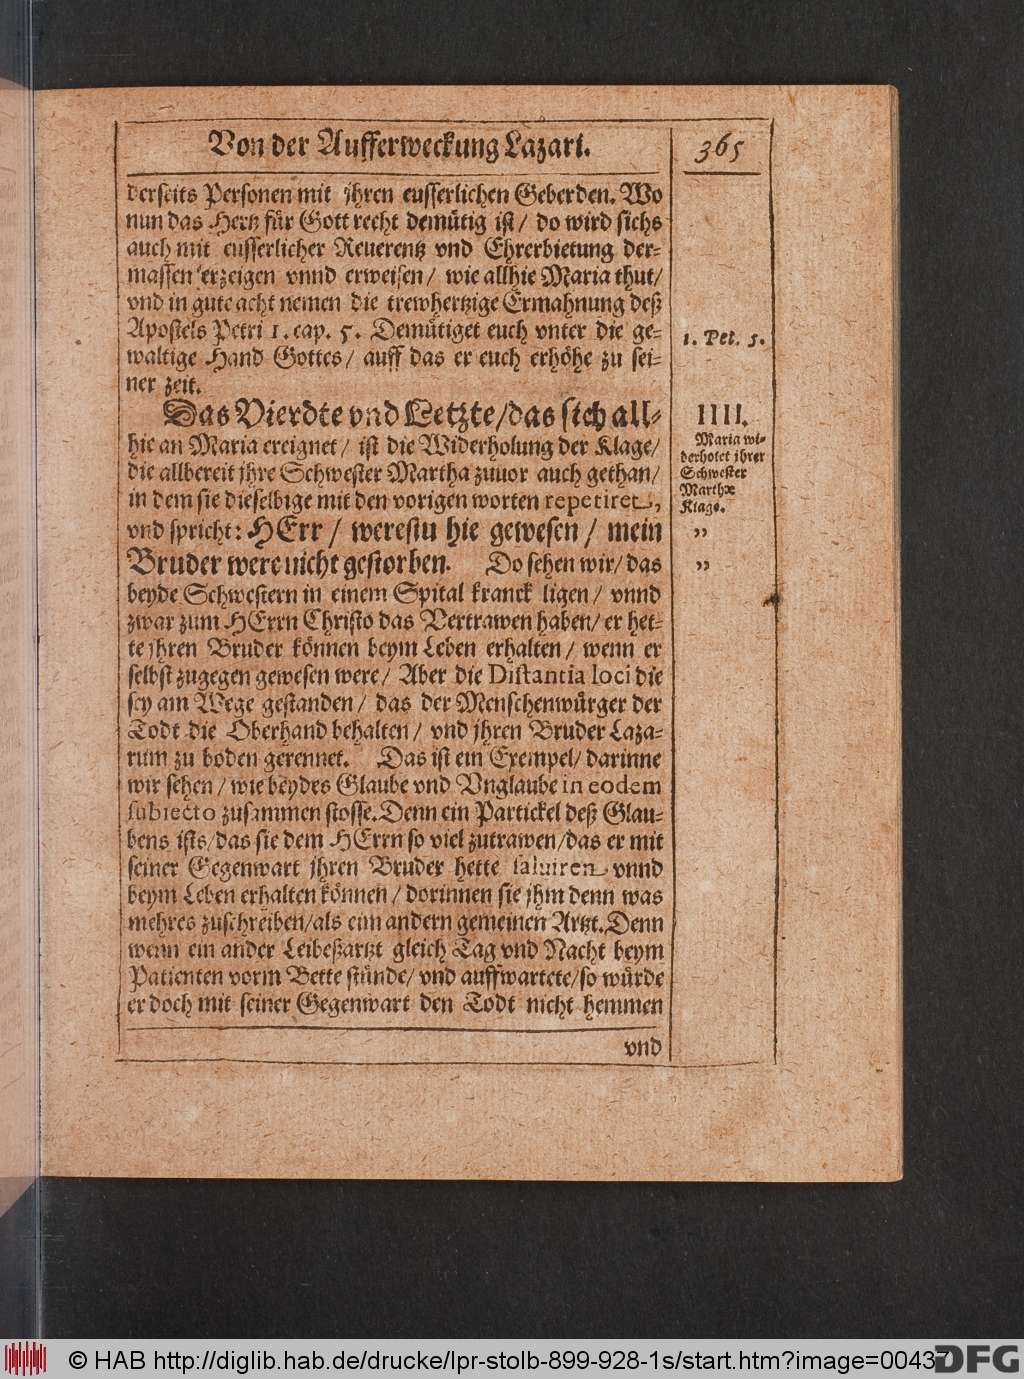 Von der Aufferweckung Lazari.
365
derseits Personen mit jhren eusserlichen Geberden. Wo
nun das Hertz für Gott recht demütig ist / do wird sichs
auch mit eusserlicher Reuerentz vnd Ehrerbietung der-
massen erzeigen vnnd erweisen / wie allhie Maria thut /
vnd in gute acht nemen die trewhertzige Ermahnung deß
Apostels Petri 1. cap. 5. Demütiget euch vnter die ge-
waltige Hand Gottes / auff das er euch erhöhe zu sei-
ner zeit.
1. Pet. 5.
Das Vierdte vnd Letzte / das sich all-
hie an Maria ereignet / ist die Widerholung der Klage /
die allbereit jhre Schwester Martha zuuor auch gethan /
in dem sie dieselbige mit den vorigen worten repetiret,
vnd spricht: HErr / werestu hie gewesen / mein
Bruder were nicht gestorben. Do sehen wir / das
IIII.
Maria wi-
derholet jhrer
Schwester
Marthæ
Klage.
„
„
beyde Schwestern in einem Spital kranck ligen / vnnd
zwar zum HErrn Christo das Vertrawen haben / er het-
te jhren Bruder können beym Leben erhalten / wenn er
selbst zugegen gewesen were / Aber die Distantia loci die
sey am Wege gestanden / das der Menschenwürger der
Todt die Oberhand behalten / vnd jhren Bruder Laza-
rum zu boden gerennet. Das ist ein Exempel / darinne
wir sehen / wie beydes Glaube vnd Vnglaube in eodem
subiecto zusammen stosse. Denn ein Partickel deß Glau-
bens ists / das sie dem HErrn so viel zutrawen / das er mit
seiner Gegenwart jhren Bruder hette saluiren vnnd
beym Leben erhalten können / dorinnen sie jhm denn was
mehres zuschreiben / als eim andern gemeinen Artzt. Denn
wenn ein ander Leibeßartzt gleich Tag vnd Nacht beym
Patienten vorm Bette stünde / vnd auffwartete / so würde
er doch mit seiner Gegenwart den Todt nicht hemmen
vnd
© HAB http://diglib.hab.de/drucke/lpr-stolb-899-928-1s/start.htm?image=00437
DFG